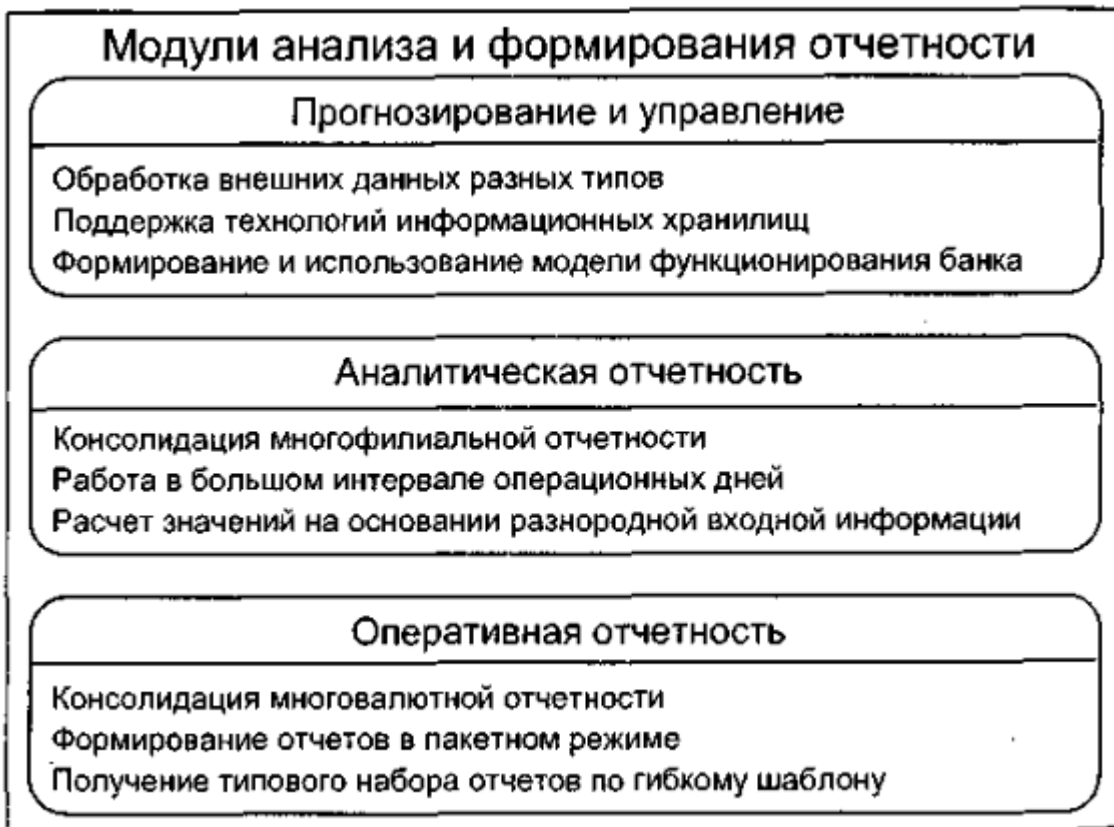 Модули анализа и формирования отчетности
Прогнозирование и управление
Обработка внешних данных разных типов
Поддержка технологий информационных хранилищ
Формирование и использование модели функционирования банка
Аналитическая отчетность
Консолидация многофилиальной отчетности
Работа в большом интервале операционных дней
Расчет значений на основании разнородной входной информации
Оперативная отчетность
Консолидация многовалютной отчетности
Формирование отчетов в пакетном режиме
Получение типового набора отчетов по гибкому шаблону